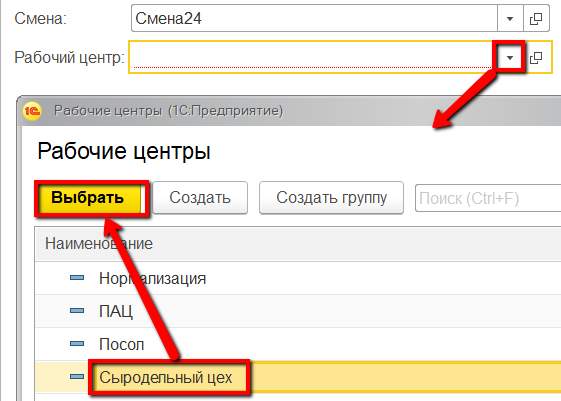 Смена: Смена24
Рабочий центр:
1С Рабочие центры (1С:Предприятие)
Рабочие центры
Выбрать Создать Создать группу Поиск (Ctrl+F)
Наименование
Нормализация
ПАЦ
Посол
Сыродельный цех